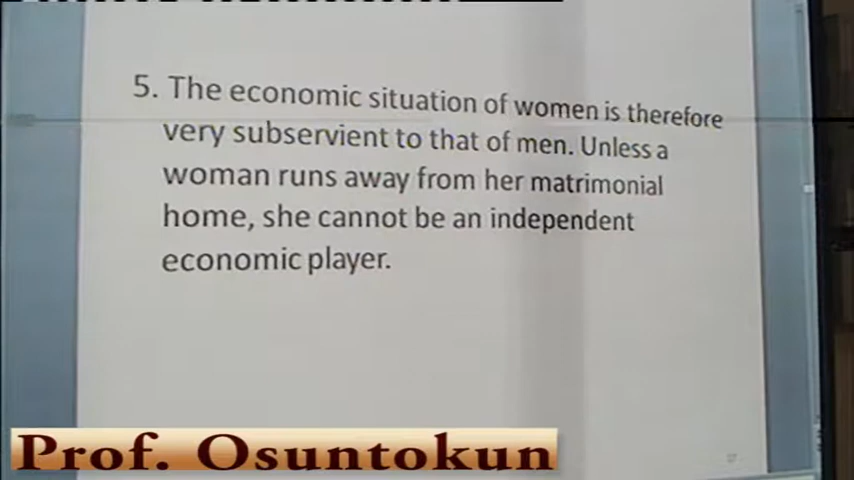 5. The economic situation of women is therefore
very subservient to that of men. Unless a
woman runs away from her matrimonial
home, she cannot be an independent
economic player.
Prof. Osuntokun